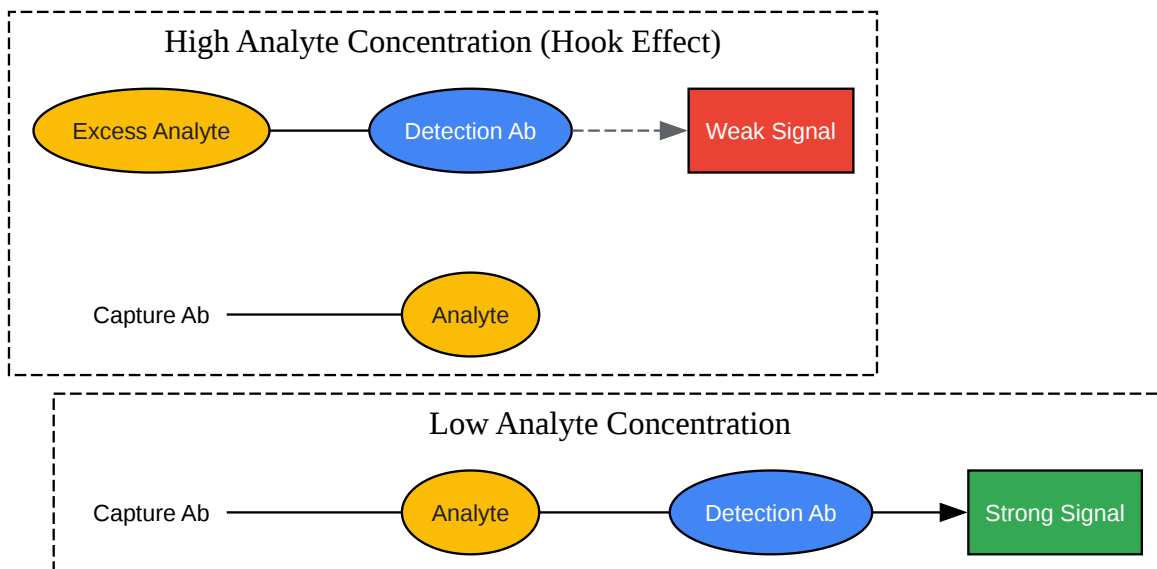 High Analyte Concentration (Hook Effect)
Excess Analyte
Detection Ab
Weak Signal
Capture Ab
Analyte
Low Analyte Concentration
Capture Ab
Analyte
Detection Ab
Strong Signal